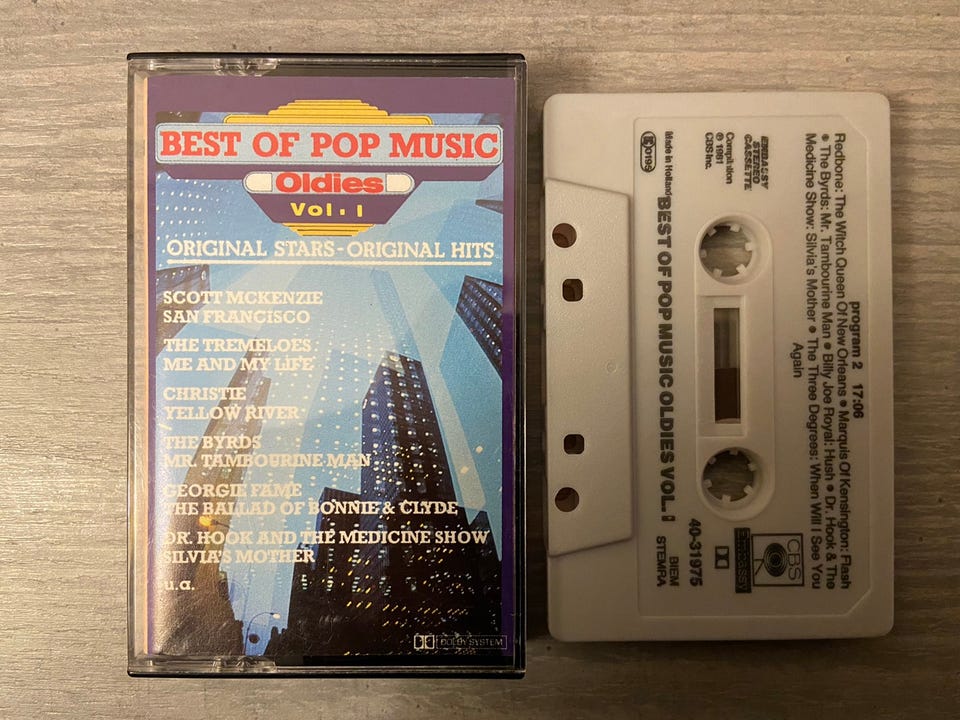 BEST OF POP MUSIC
Oldies
Vol. 1
ORIGINAL STARS-ORIGINAL HITS
SCOTT MCKENZIE
SAN FRANCISCO
THE TREMELOES
ME AND MY LIFE
CHRISTIE
YELLOW RIVER
THE BYRDS
MR. TAMBOURINE MAN
GEORGIE FAME
THE BALLAD OF BONNIE & CLYDE
DR. HOOK AND THE MEDICINE SHOW
SILVIA'S MOTHER
u.a.
DOLBY SYSTEM
program 2 17:06
Redbone: The Witch Queen Of New Orleans • Marquis Of Kensington: Flash
• The Byrds: Mr. Tambourine Man • Billy Joe Royal: Hush • Dr. Hook & The
Medicine Show: Silvia's Mother • The Three Degrees: When Will I See You
Again
EMBASSY
STEREO
CASSETTE
Compilation
℗ 1981
CBS Inc.
0195
Made in Holland
BEST OF POP MUSIC OLDIES VOL. 1
CBS
EMBASSY
40-31975
BIEM
STEMRA